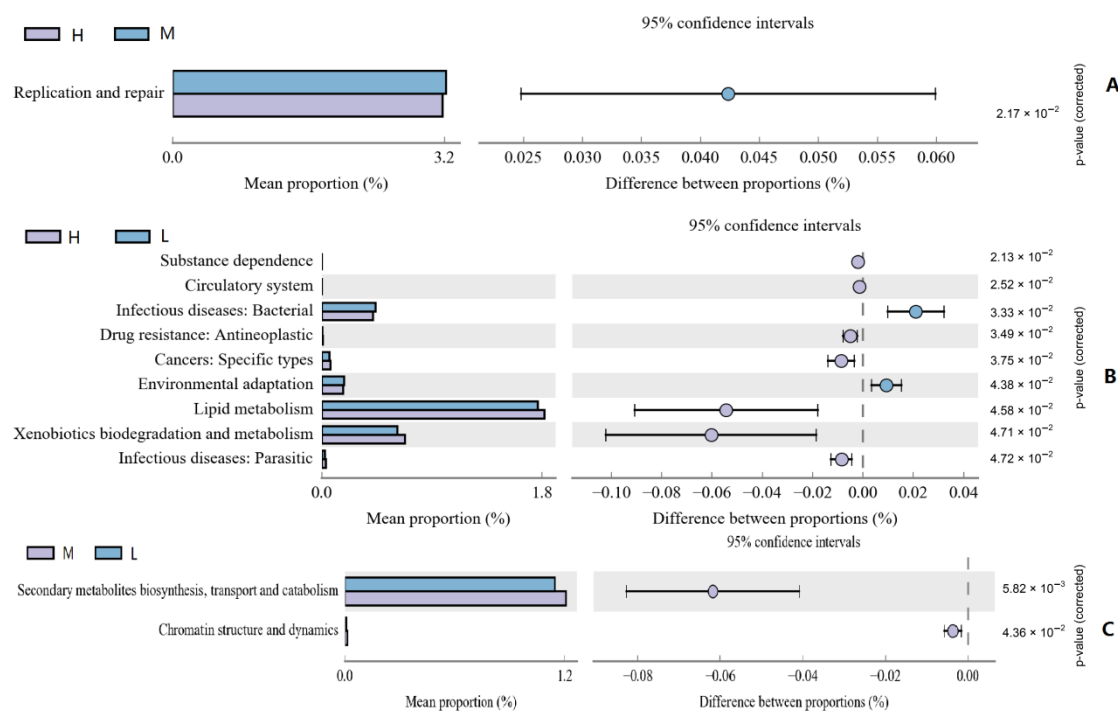 95% confidence intervals
H M
Replication and repair
2.17 × 10⁻²
p-value (corrected)
A
0.0 3.2
0.025 0.030 0.035 0.040 0.045 0.050 0.055 0.060
Mean proportion (%)
Difference between proportions (%)
95% confidence intervals
H L
Substance dependence 2.13 × 10⁻²
Circulatory system 2.52 × 10⁻²
Infectious diseases: Bacterial 3.33 × 10⁻²
Drug resistance: Antineoplastic 3.49 × 10⁻²
Cancers: Specific types 3.75 × 10⁻²
Environmental adaptation 4.38 × 10⁻²
Lipid metabolism 4.58 × 10⁻²
Xenobiotics biodegradation and metabolism 4.71 × 10⁻²
Infectious diseases: Parasitic 4.72 × 10⁻²
p-value (corrected)
B
0.0 1.8
−0.10 −0.08 −0.06 −0.04 −0.02 0.00 0.02 0.04
Mean proportion (%)
Difference between proportions (%)
95% confidence intervals
M L
Secondary metabolites biosynthesis, transport and catabolism 5.82 × 10⁻³
Chromatin structure and dynamics 4.36 × 10⁻²
p-value (corrected)
C
0.0 1.2
−0.08 −0.06 −0.04 −0.02 0.00
Mean proportion (%)
Difference between proportions (%)